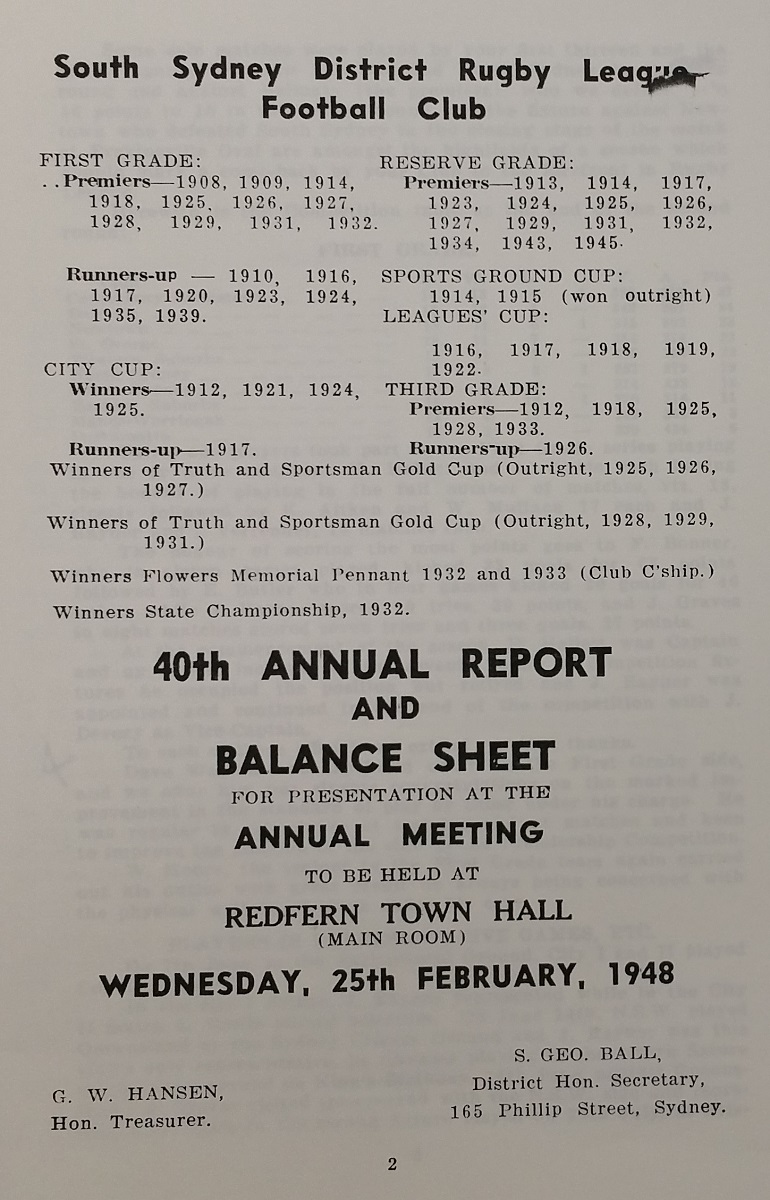 South Sydney District Rugby League
Football Club
FIRST GRADE:
..Premiers—1908, 1909, 1914,
1918, 1925, 1926, 1927,
1928, 1929, 1931, 1932.
Runners-up — 1910, 1916,
1917, 1920, 1923, 1924,
1935, 1939.
CITY CUP:
Winners—1912, 1921, 1924,
1925.
Runners-up—1917.
RESERVE GRADE:
Premiers—1913, 1914, 1917,
1923, 1924, 1925, 1926,
1927, 1929, 1931, 1932,
1934, 1943, 1945.
SPORTS GROUND CUP:
1914, 1915 (won outright)
LEAGUES' CUP:
1916, 1917, 1918, 1919,
1922.
THIRD GRADE:
Premiers—1912, 1918, 1925,
1928, 1933.
Runners-up—1926.
Winners of Truth and Sportsman Gold Cup (Outright, 1925, 1926,
1927.)
Winners of Truth and Sportsman Gold Cup (Outright, 1928, 1929,
1931.)
Winners Flowers Memorial Pennant 1932 and 1933 (Club C'ship.)
Winners State Championship, 1932.
40th ANNUAL REPORT
AND
BALANCE SHEET
FOR PRESENTATION AT THE
ANNUAL MEETING
TO BE HELD AT
REDFERN TOWN HALL
(MAIN ROOM)
WEDNESDAY, 25th FEBRUARY, 1948
G. W. HANSEN,
Hon. Treasurer.
S. GEO. BALL,
District Hon. Secretary,
165 Phillip Street, Sydney.
2